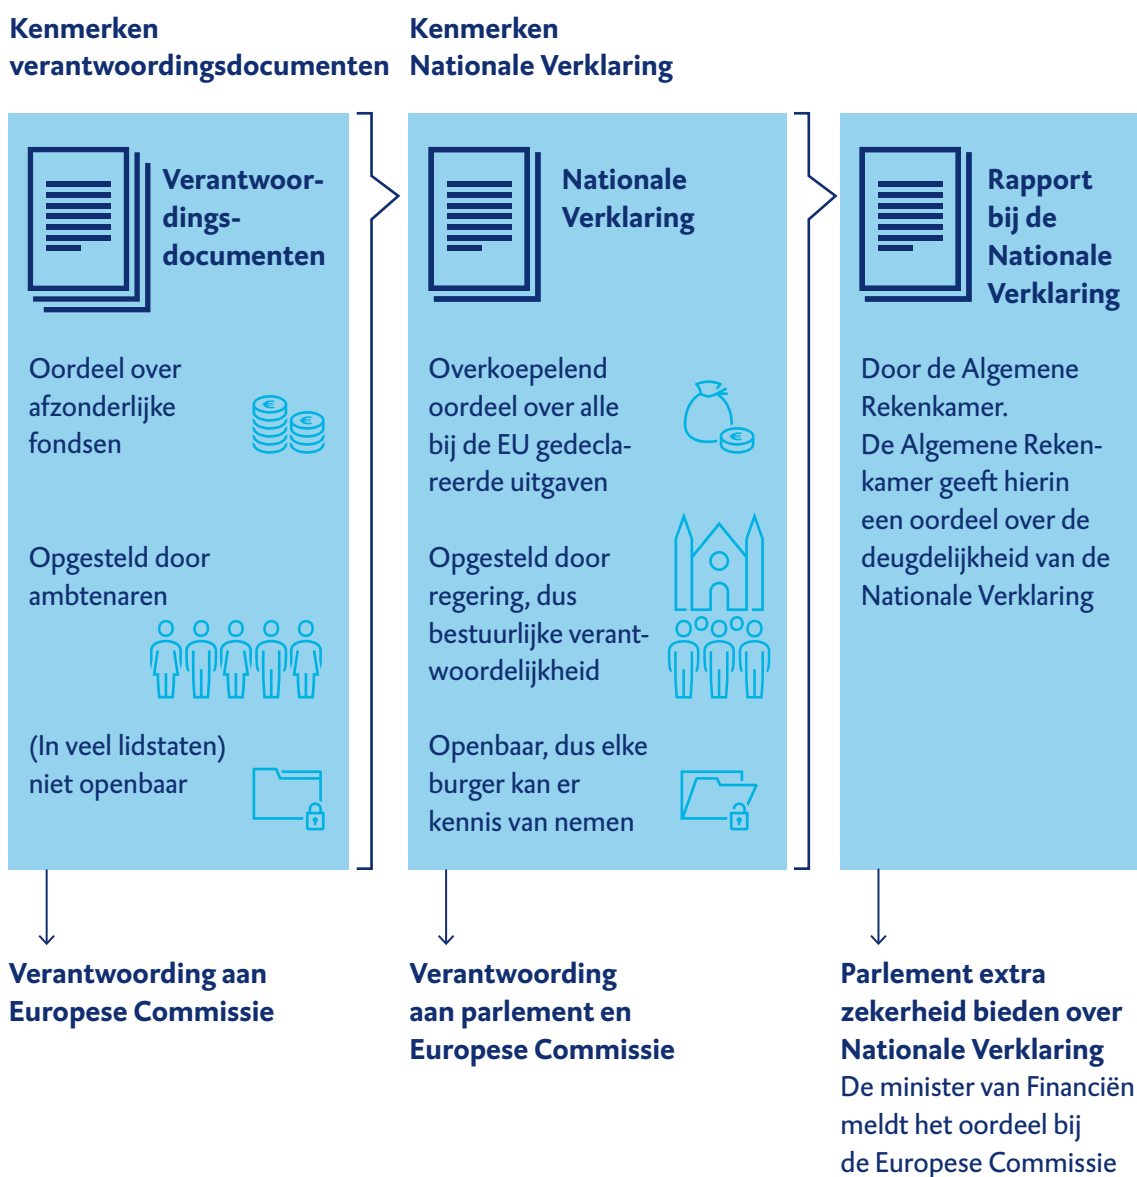 Kenmerken
verantwoordingsdocumenten
Kenmerken
Nationale Verklaring
Verantwoor-
dings-
documenten
Oordeel over
afzonderlijke
fondsen
Opgesteld door
ambtenaren
(In veel lidstaten)
niet openbaar
Verantwoording aan
Europese Commissie
Nationale
Verklaring
Overkoepelend
oordeel over alle
bij de EU gedecla-
reerde uitgaven
Opgesteld door
regering, dus
bestuurlijke verant-
woordelijkheid
Openbaar, dus elke
burger kan er
kennis van nemen
Verantwoording
aan parlement en
Europese Commissie
Rapport
bij de
Nationale
Verklaring
Door de Algemene
Rekenkamer.
De Algemene Reken-
kamer geeft hierin
een oordeel over de
deugdelijkheid van de
Nationale Verklaring
Parlement extra
zekerheid bieden over
Nationale Verklaring
De minister van Financiën
meldt het oordeel bij
de Europese Commissie